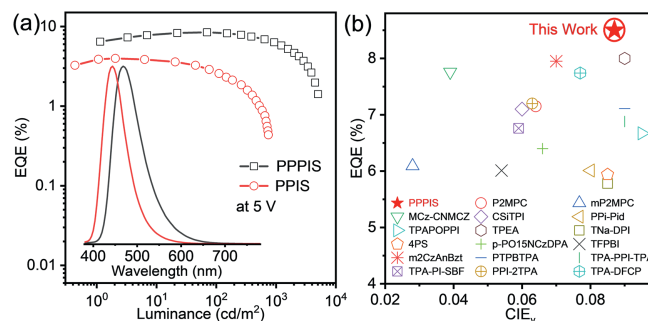 (a)
10
1
0.1
0.01
EQE (%)
PPPIS
PPIS
at 5 V
400 500 600 700
Wavelength (nm)
10⁰ 10¹ 10² 10³ 10⁴
Luminance (cd/m²)
(b)
This Work
9
8
7
6
5
4
EQE (%)
PPPIS P2MPC mP2MPC
MCz-CNMCZ CSiTPI PPi-Pid
TPAPOPPI TPEA TNa-DPI
4PS p-PO15NCzDPA TFPBI
m2CzAnBzt PTPBTPA TPA-PPI-TPA
TPA-PI-SBF PPI-2TPA TPA-DFCP
0.02 0.04 0.06 0.08
CIEy